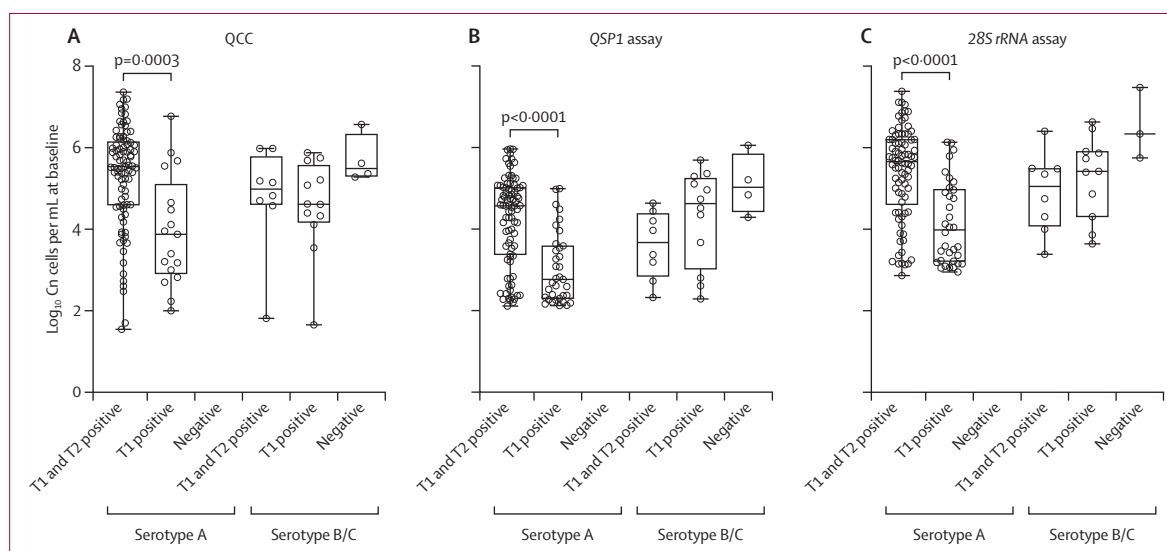 A
QCC
p=0·0003
Log₁₀ Cn cells per mL at baseline
8
6
4
2
0
T1 and T2 positive
T1 positive
Negative
T1 and T2 positive
T1 positive
Negative
Serotype A
Serotype B/C
B
QSP1 assay
p<0·0001
T1 and T2 positive
T1 positive
Negative
T1 and T2 positive
T1 positive
Negative
Serotype A
Serotype B/C
C
28S rRNA assay
p<0·0001
T1 and T2 positive
T1 positive
Negative
T1 and T2 positive
T1 positive
Negative
Serotype A
Serotype B/C